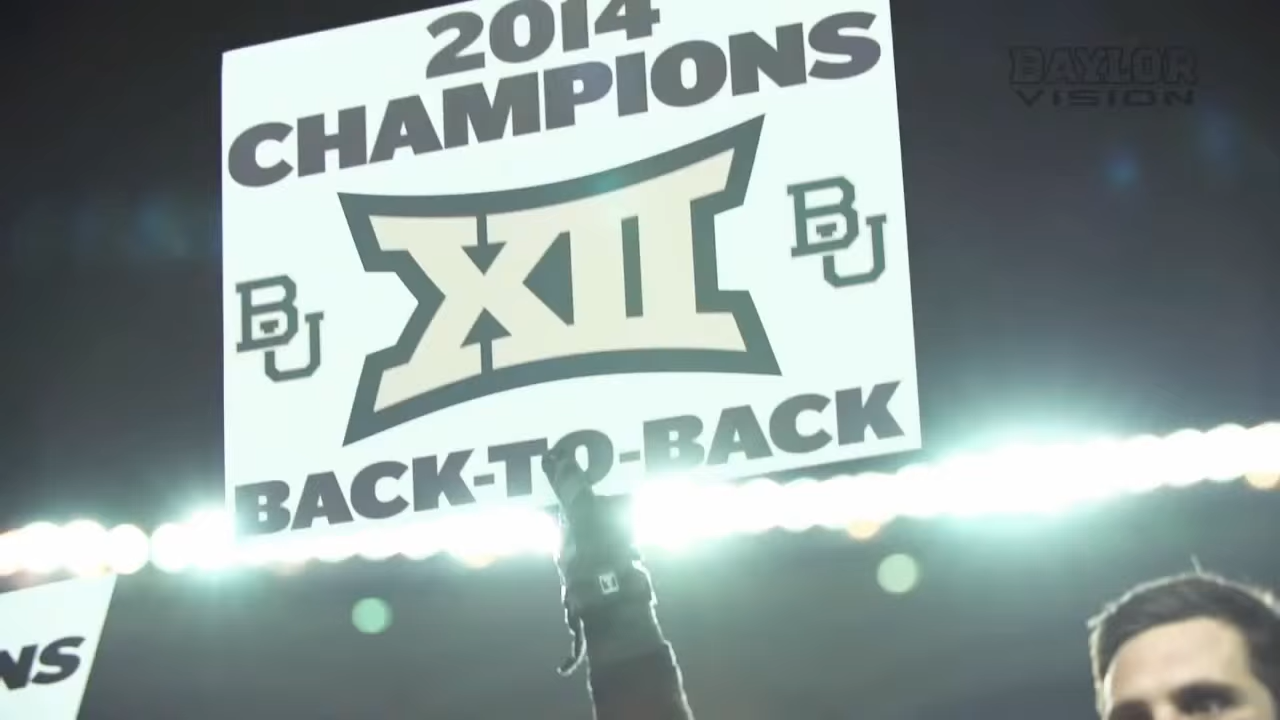 2014
CHAMPIONS
XII
BU
BU
BACK-TO-BACK
BAYLOR
VISION
NS